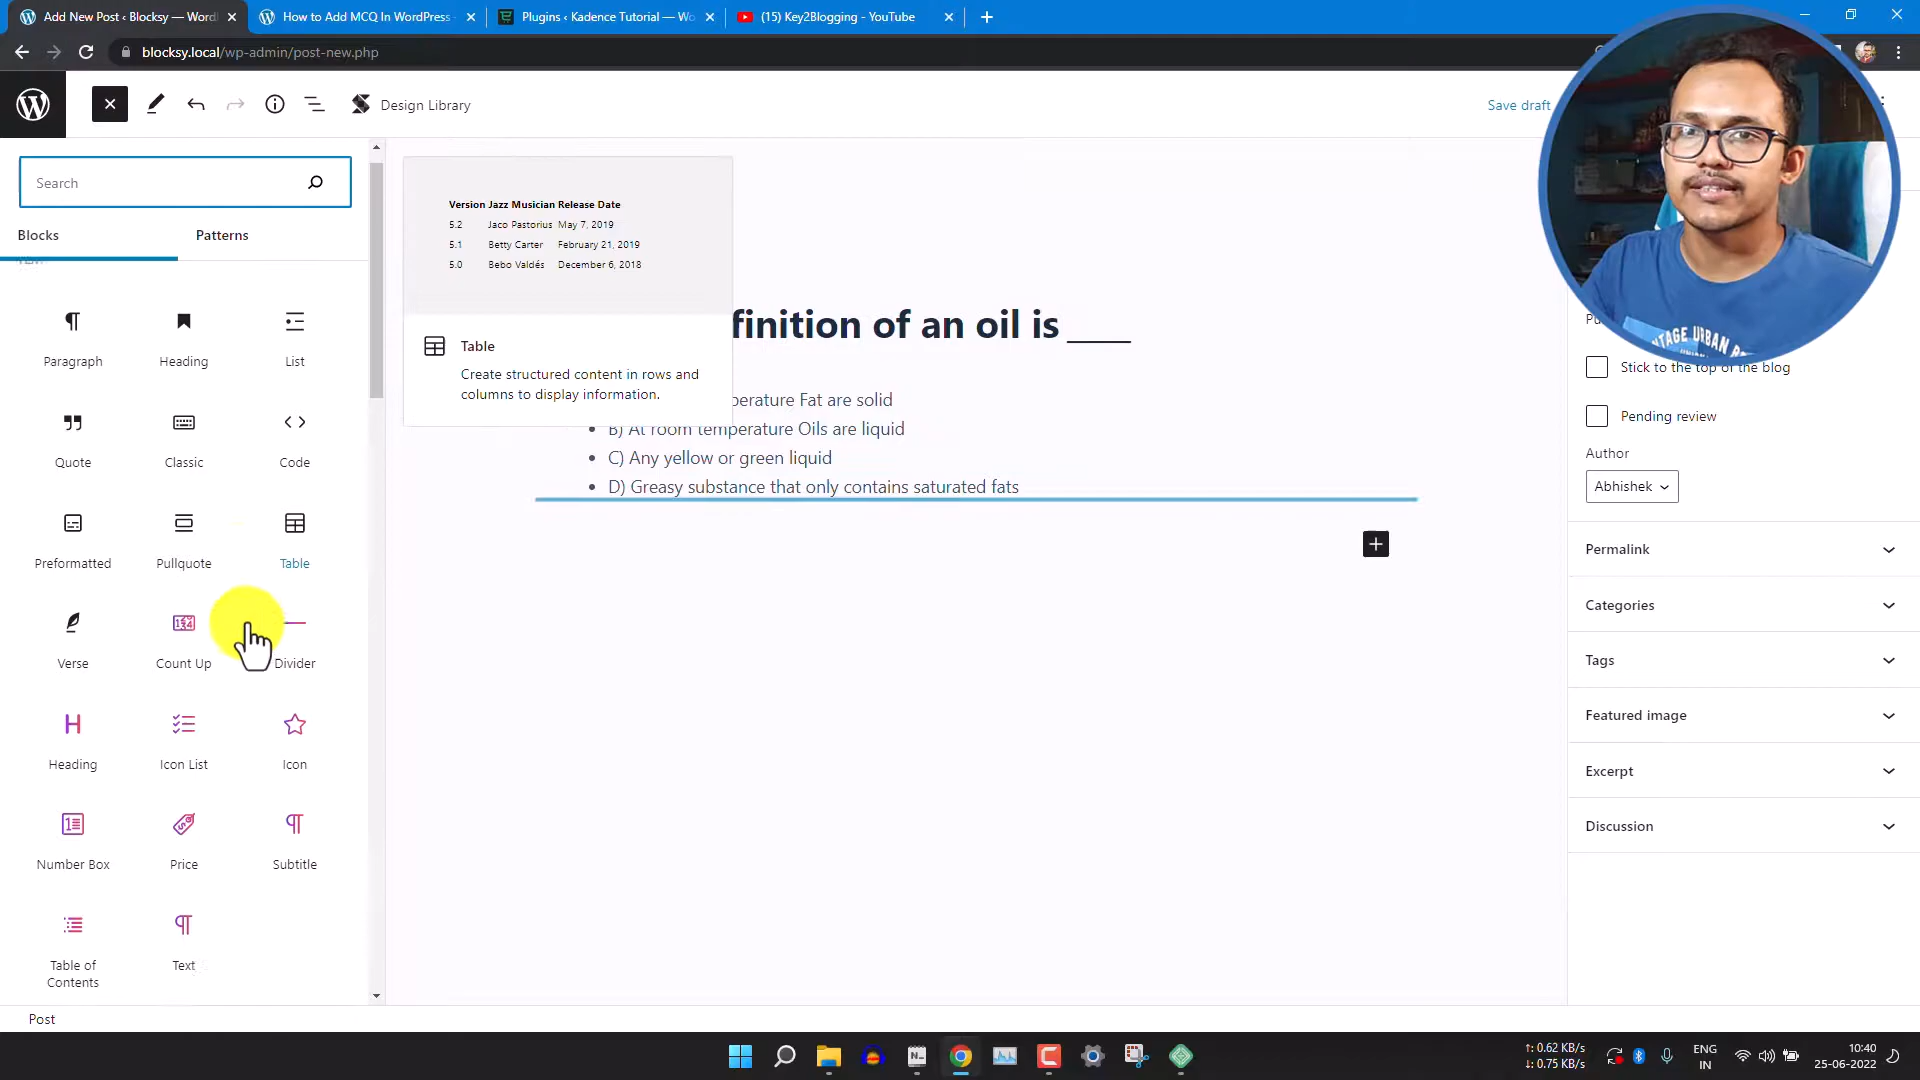 Add New Post ‹ Blocksy — Word
How to Add MCQ In WordPress -
Plugins ‹ Kadence Tutorial — Wo
(15) Key2Blogging - YouTube
blocksy.local/wp-admin/post-new.php
Design Library
Save draft
Search
Blocks
Patterns
Paragraph
Heading
List
Quote
Classic
Code
Preformatted
Pullquote
Table
Verse
Count Up
Divider
Heading
Icon List
Icon
Number Box
Price
Subtitle
Table of
Contents
Text
Version Jazz Musician Release Date
5.2 Jaco Pastorius May 7, 2019
5.1 Betty Carter February 21, 2019
5.0 Bebo Valdés December 6, 2018
Table
Create structured content in rows and
columns to display information.
finition of an oil is ____
perature Fat are solid
B) At room temperature Oils are liquid
C) Any yellow or green liquid
D) Greasy substance that only contains saturated fats
VINTAGE URBAN
Stick to the top of the blog
Pending review
Author
Abhishek
Permalink
Categories
Tags
Featured image
Excerpt
Discussion
Post
↑: 0.62 KB/s
↓: 0.75 KB/s
ENG
IN
10:40
25-06-2022